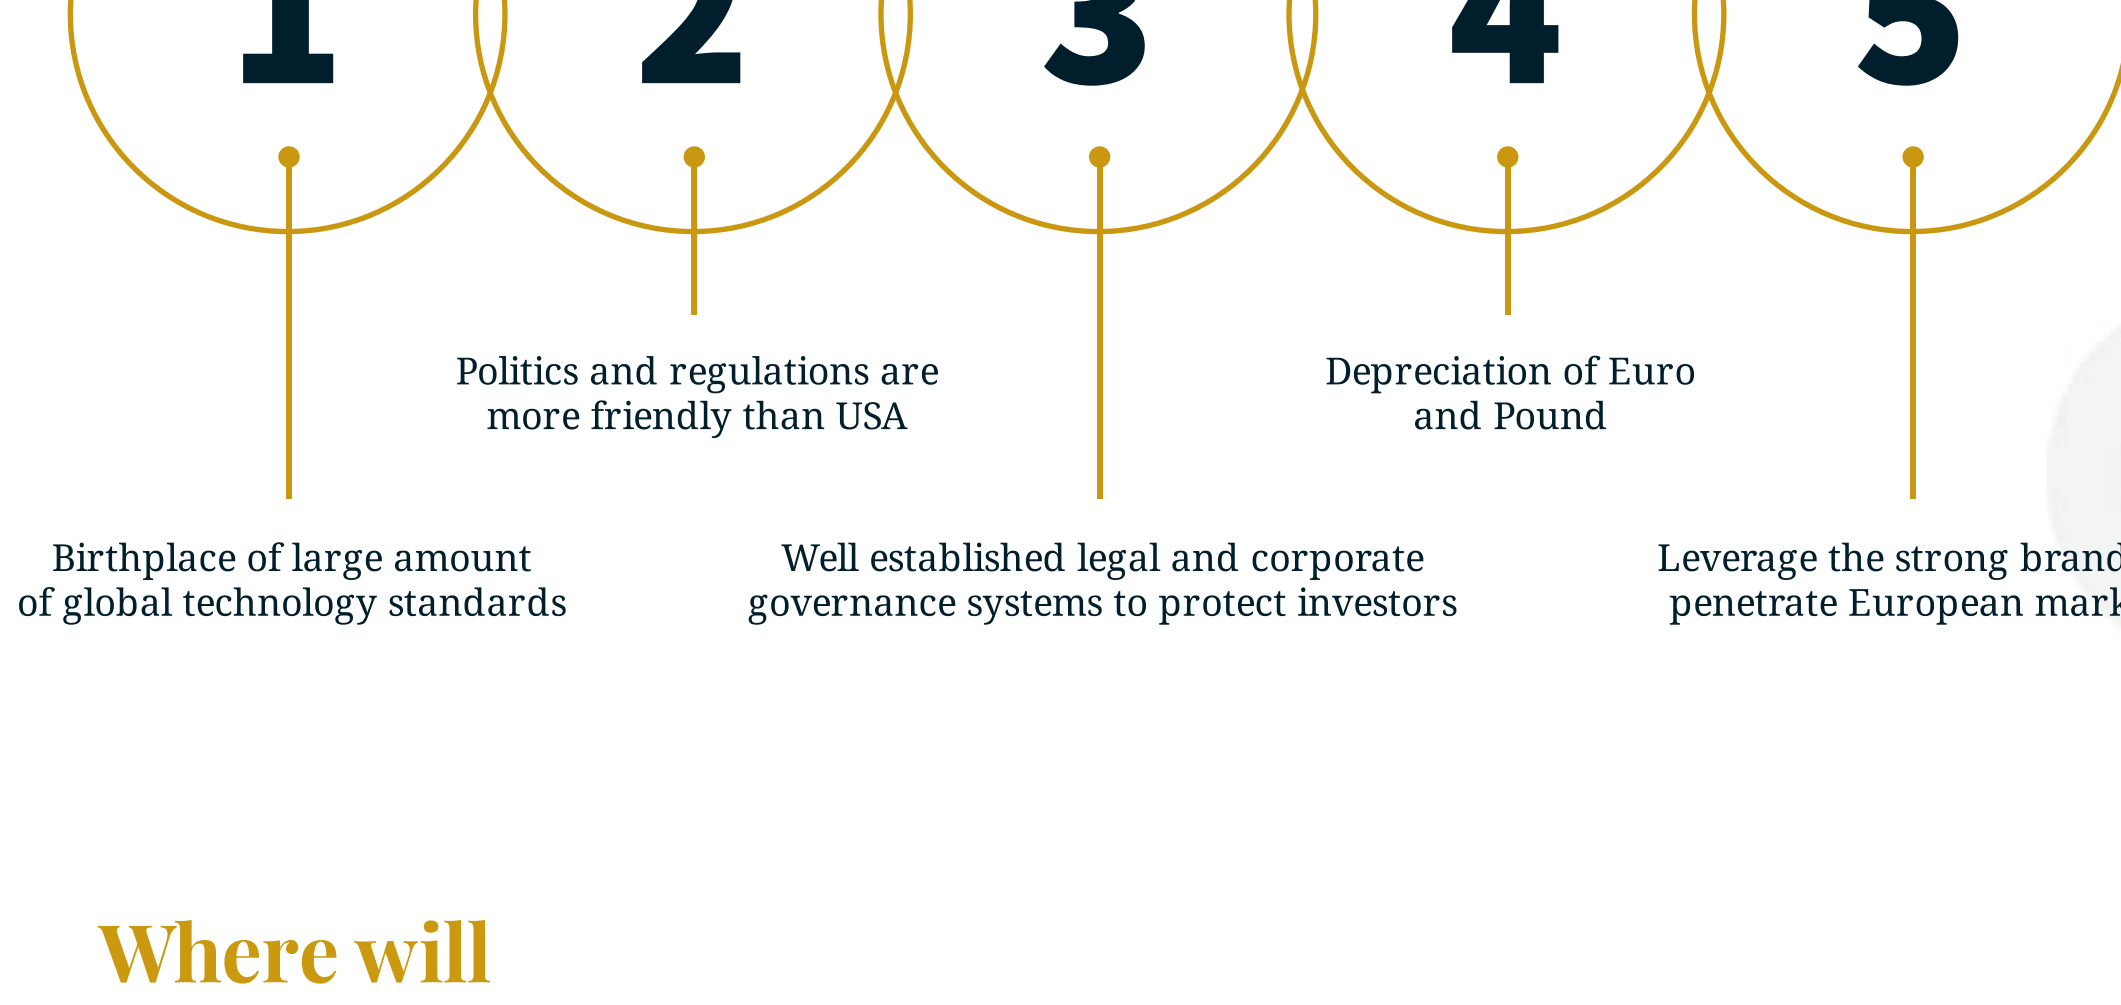 1 2 3 4 5
Politics and regulations are
more friendly than USA
Depreciation of Euro
and Pound
Birthplace of large amount
of global technology standards
Well established legal and corporate
governance systems to protect investors
Leverage the strong brand
penetrate European
Where will